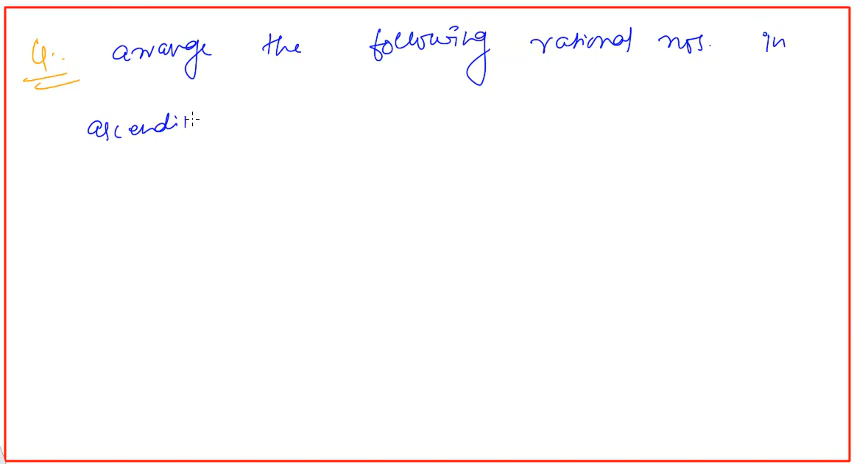 Q. arrange the following rational nos. in
ascendi